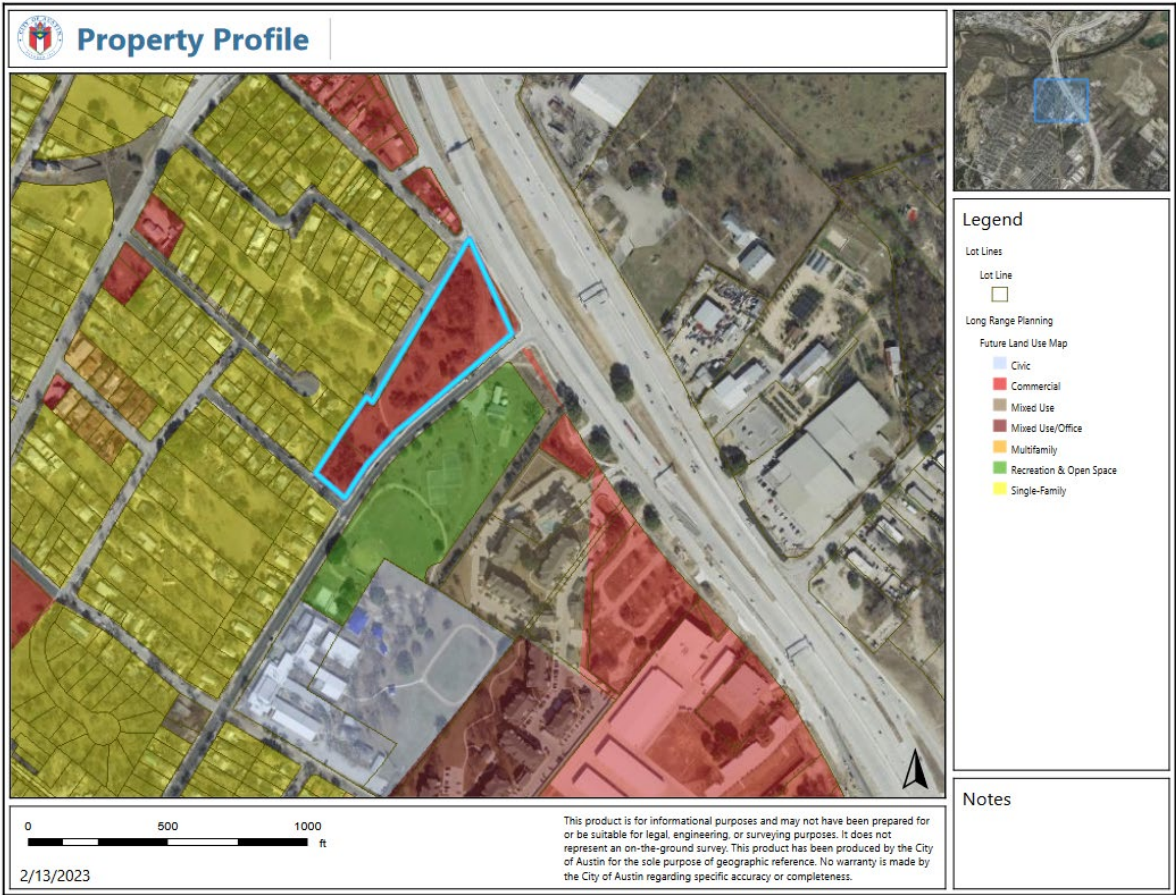 Property Profile
Legend
Lot Lines
Lot Line
Long Range Planning
Future Land Use Map
Civic
Commercial
Mixed Use
Mixed Use/Office
Multifamily
Recreation & Open Space
Single-Family
Notes
0 500 1000
ft
2/13/2023
This product is for informational purposes and may not have been prepared for
or be suitable for legal, engineering, or surveying purposes. It does not
represent an on-the-ground survey. This product has been produced by the City
of Austin for the sole purpose of geographic reference. No warranty is made by
the City of Austin regarding specific accuracy or completeness.